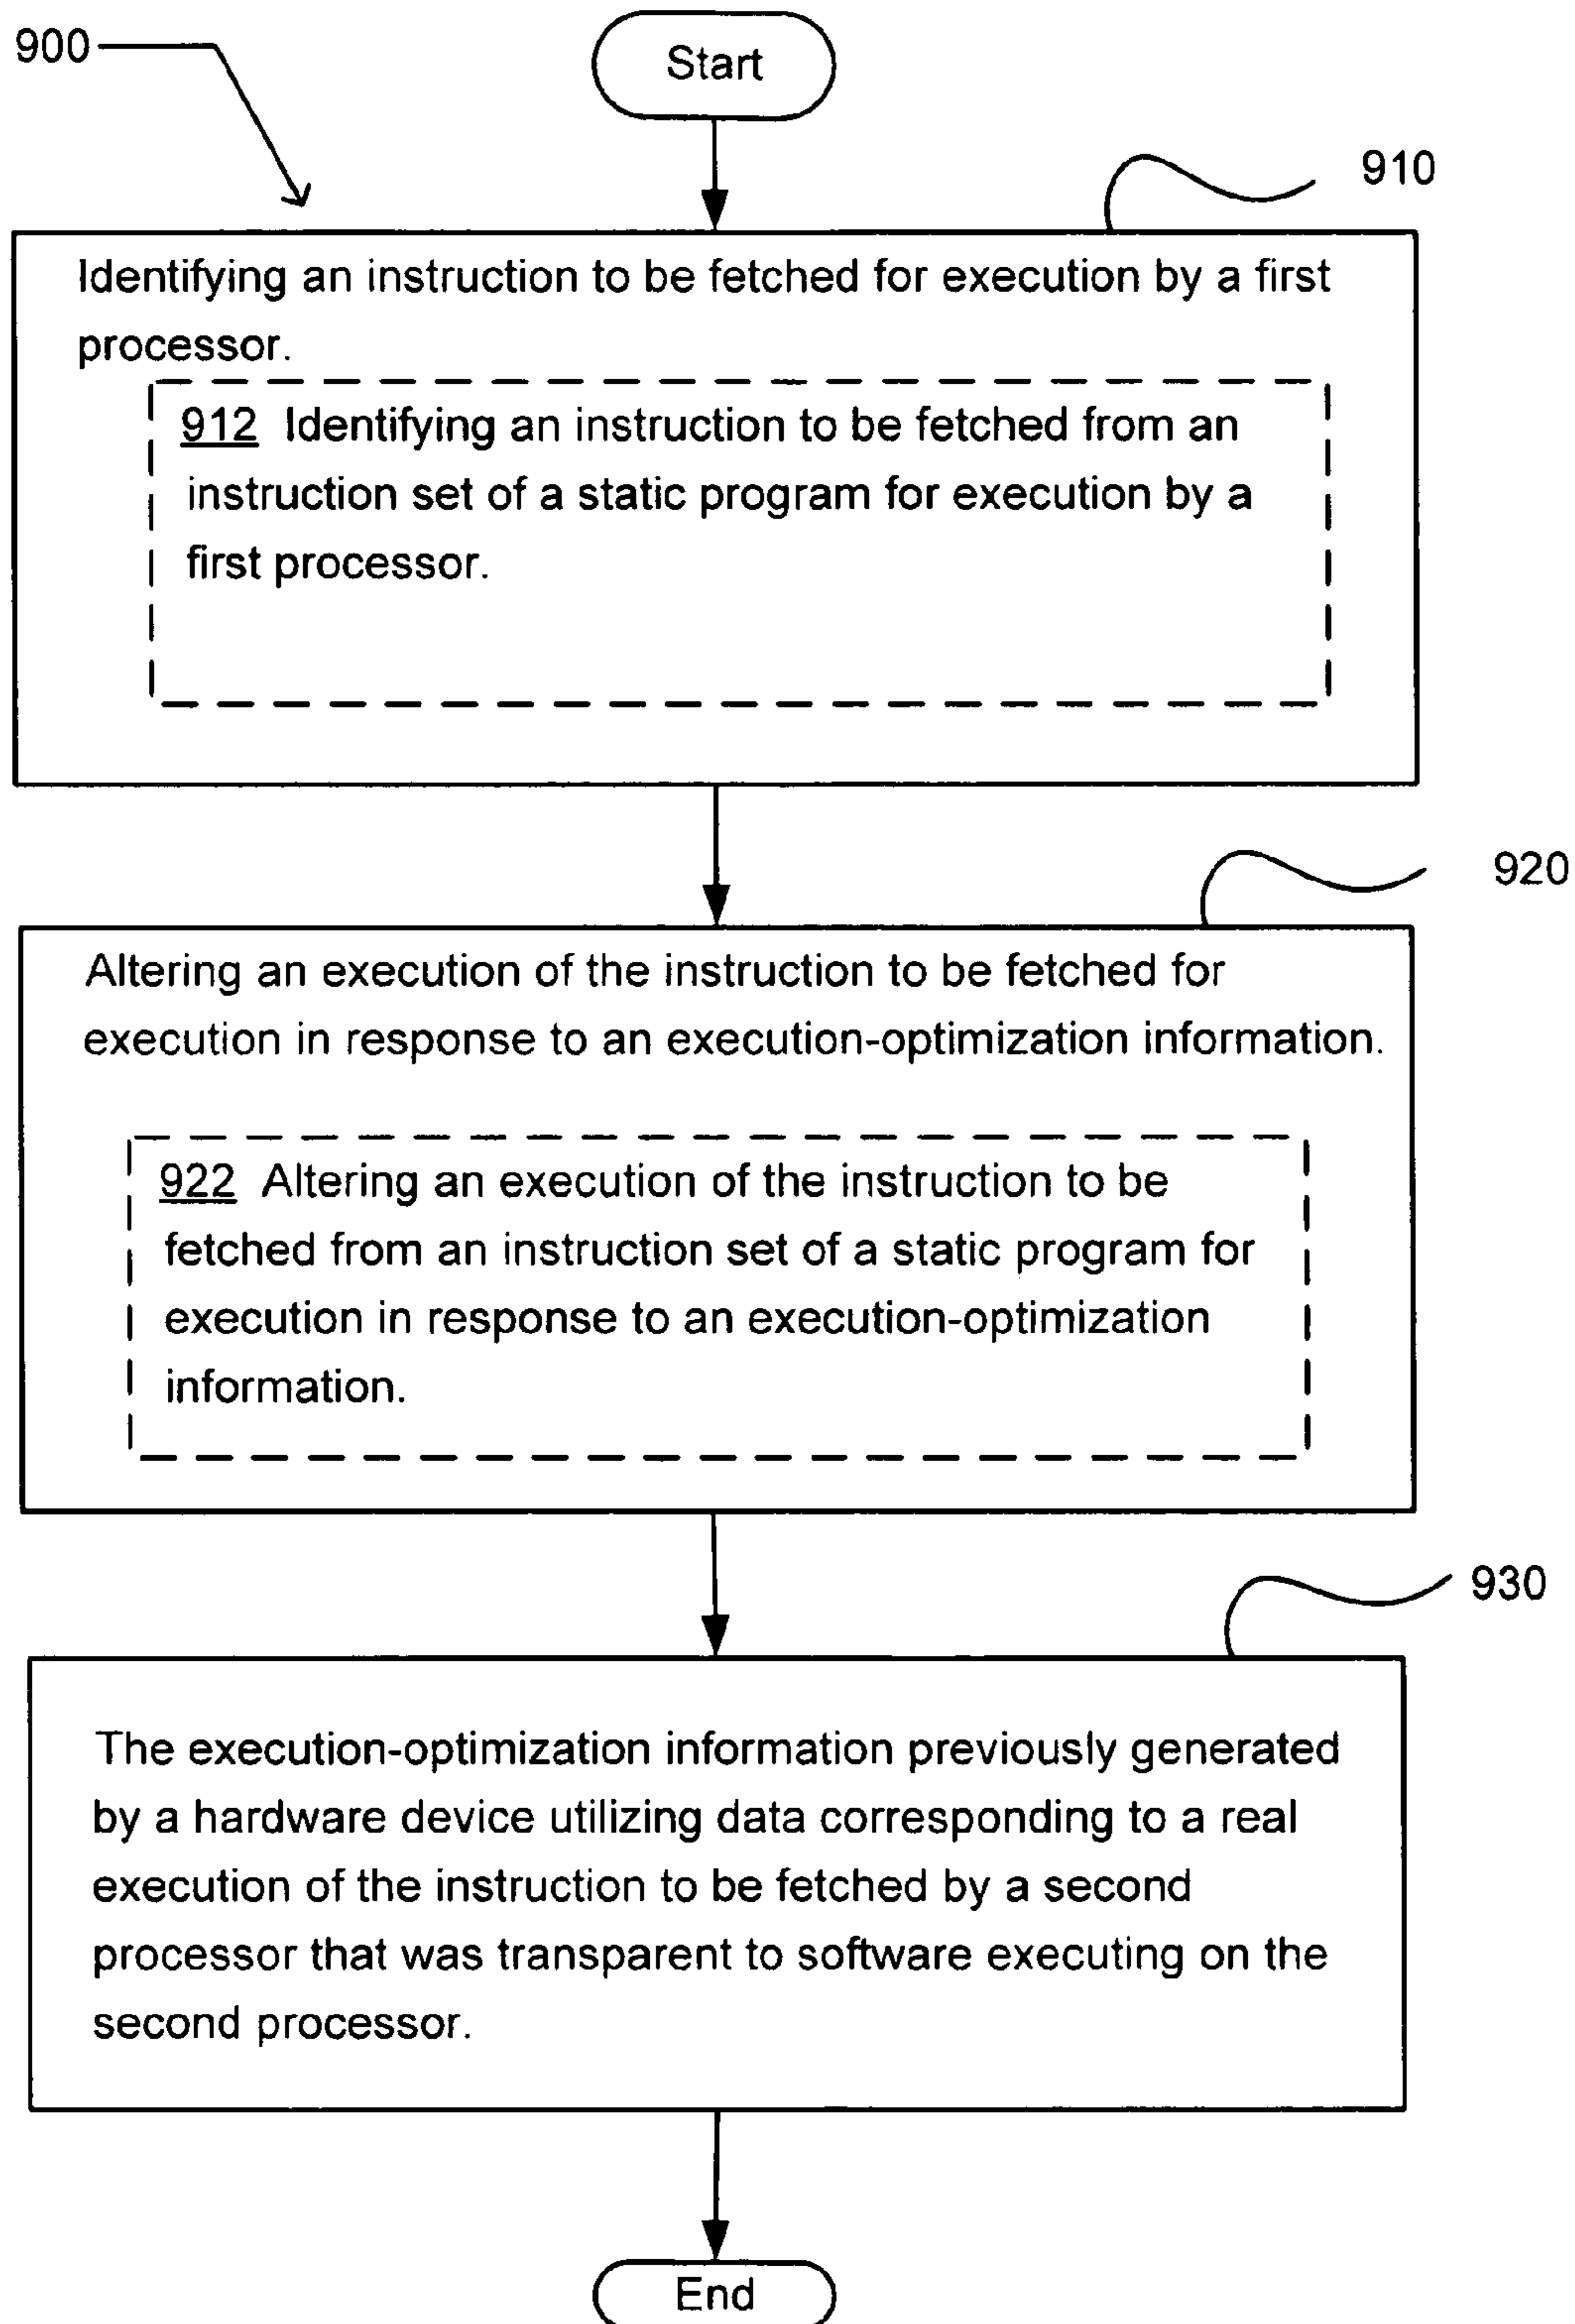 900
Start
910
Identifying an instruction to be fetched for execution by a first
processor.
912 Identifying an instruction to be fetched from an
instruction set of a static program for execution by a
first processor.
920
Altering an execution of the instruction to be fetched for
execution in response to an execution-optimization information.
922 Altering an execution of the instruction to be
fetched from an instruction set of a static program for
execution in response to an execution-optimization
information.
930
The execution-optimization information previously generated
by a hardware device utilizing data corresponding to a real
execution of the instruction to be fetched by a second
processor that was transparent to software executing on the
second processor.
End